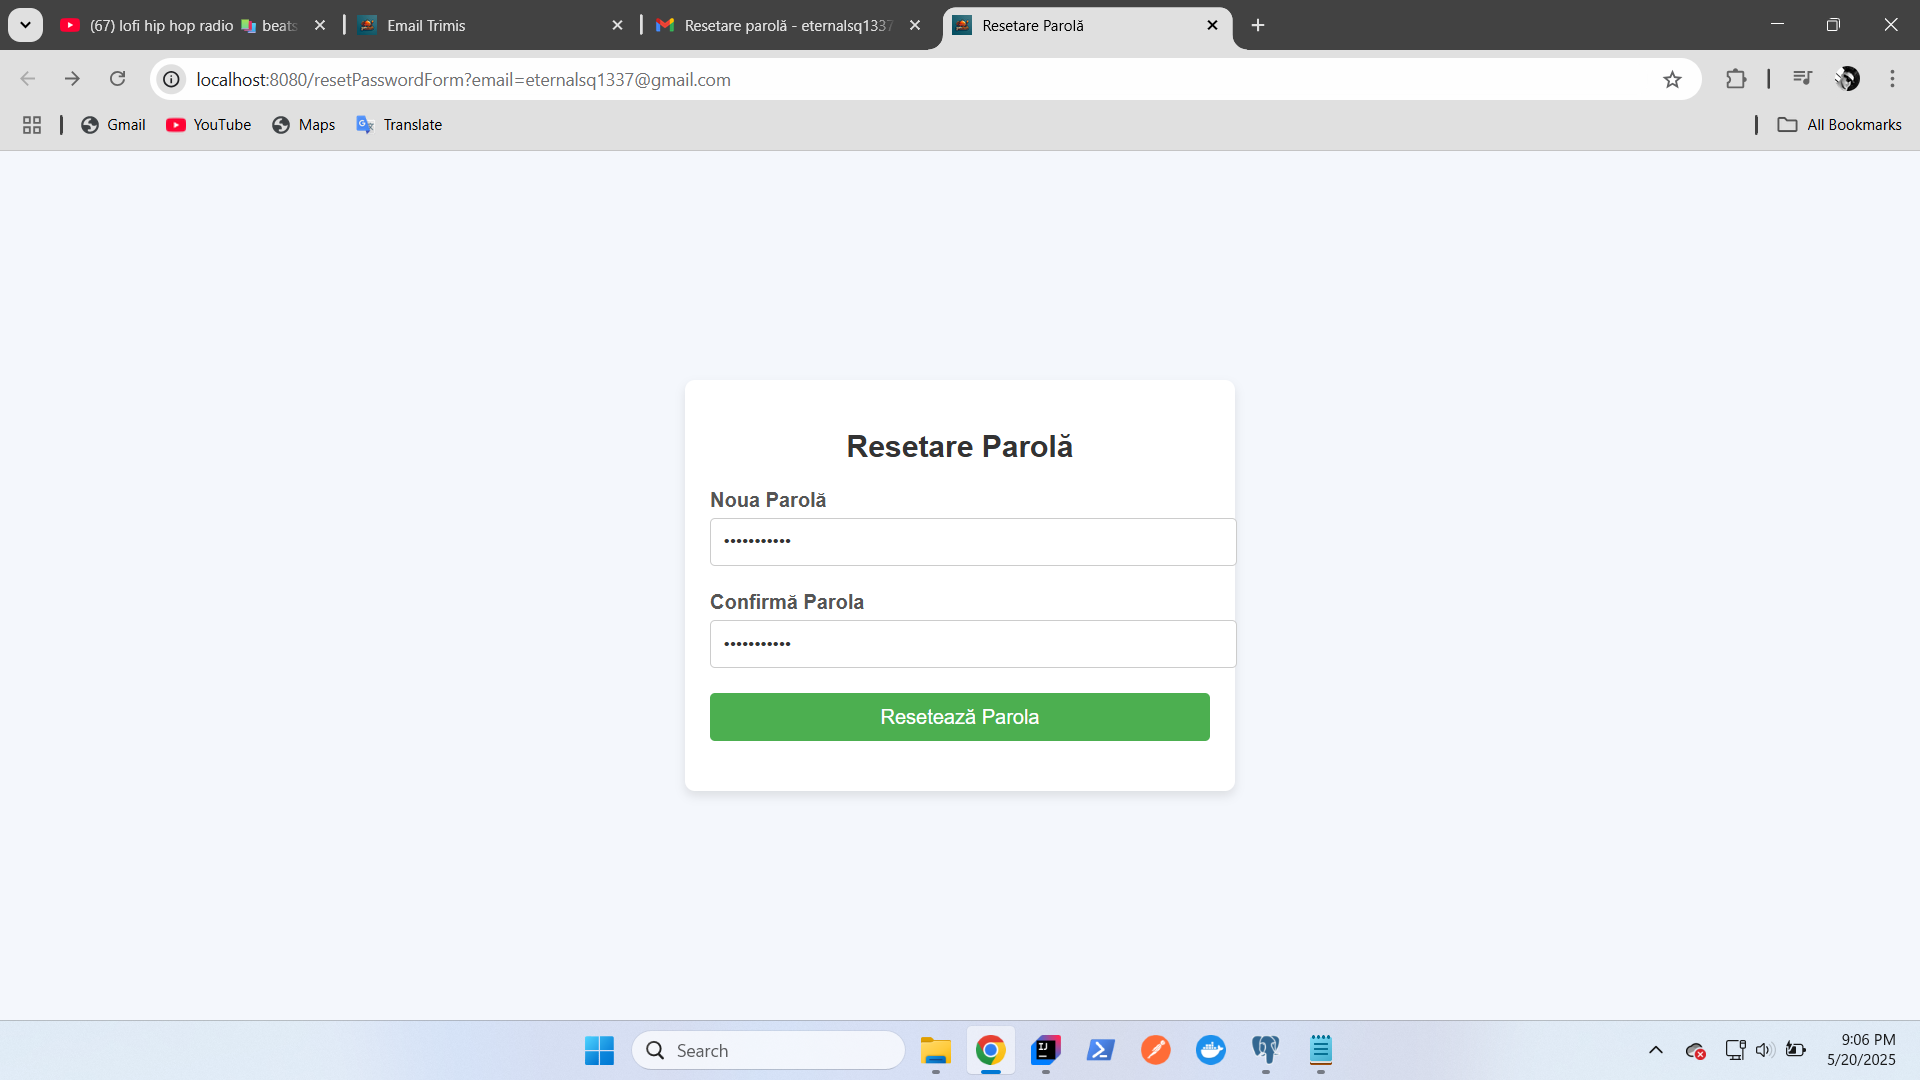 (67) lofi hip hop radio 📚 beats
Email Trimis
Resetare parolă - eternalsq1337
Resetare Parolă
localhost:8080/resetPasswordForm?email=eternalsq1337@gmail.com
Gmail
YouTube
Maps
Translate
All Bookmarks
Resetare Parolă
Noua Parolă
•••••••••••
Confirmă Parola
•••••••••••
Resetează Parola
Search
9:06 PM
5/20/2025